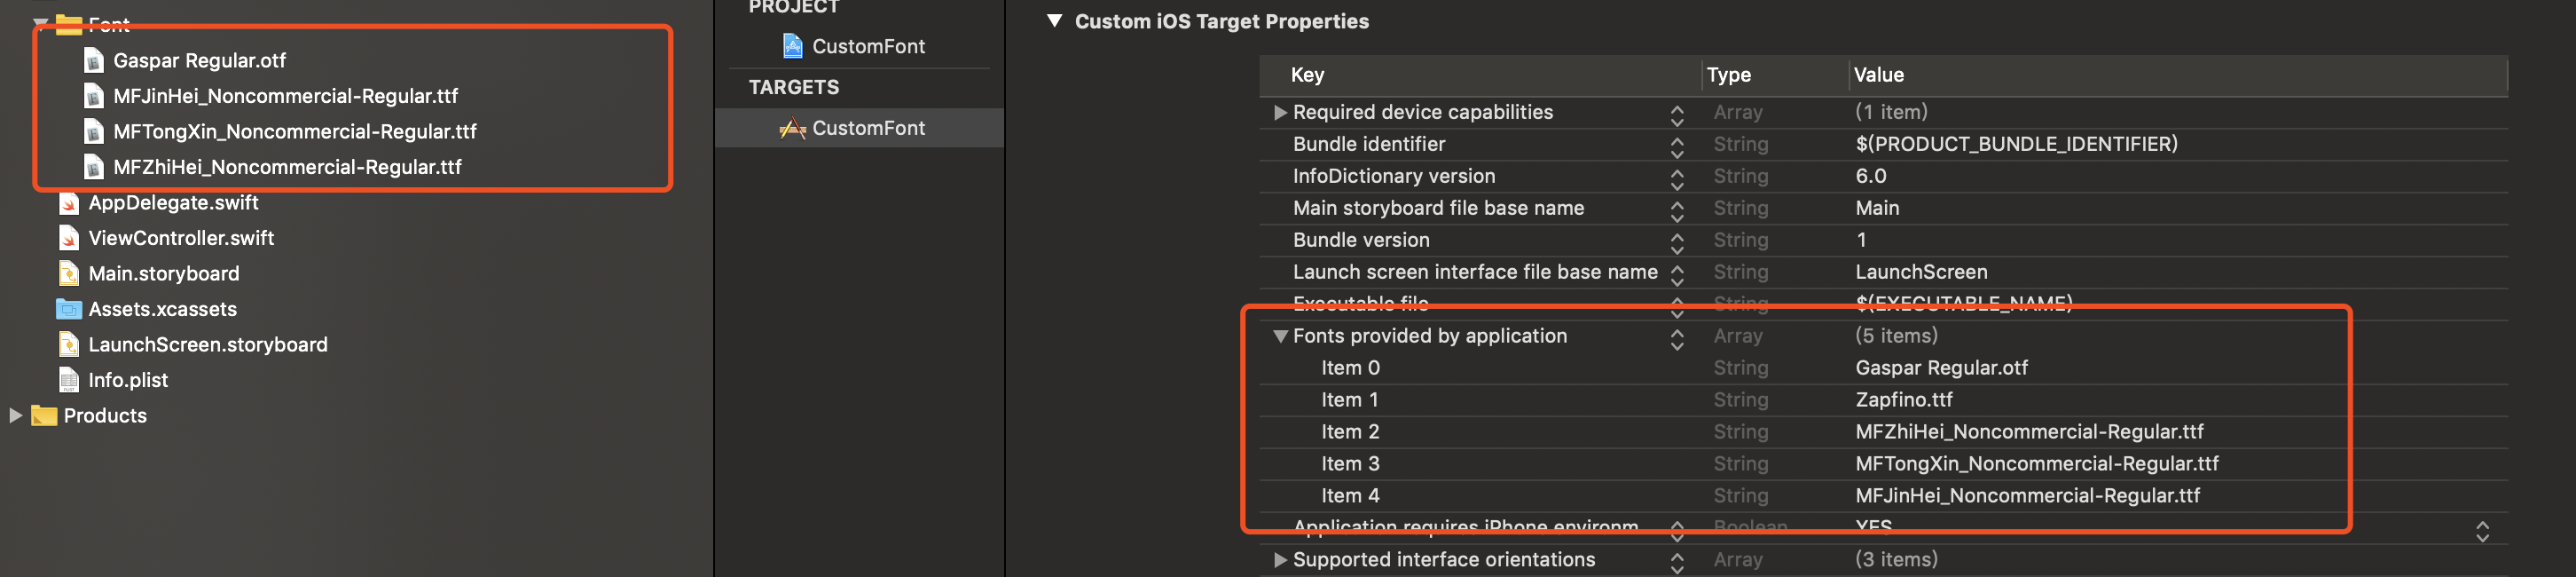 Font
Gaspar Regular.otf
MFJinHei_Noncommercial-Regular.ttf
MFTongXin_Noncommercial-Regular.ttf
MFZhiHei_Noncommercial-Regular.ttf
AppDelegate.swift
ViewController.swift
Main.storyboard
Assets.xcassets
LaunchScreen.storyboard
Info.plist
Products
PROJECT
CustomFont
TARGETS
CustomFont
Custom iOS Target Properties
Key Type Value
Required device capabilities Array (1 item)
Bundle identifier String $(PRODUCT_BUNDLE_IDENTIFIER)
InfoDictionary version String 6.0
Main storyboard file base name String Main
Bundle version String 1
Launch screen interface file base name String LaunchScreen
Executable file String $(EXECUTABLE_NAME)
Fonts provided by application Array (5 items)
Item 0 String Gaspar Regular.otf
Item 1 String Zapfino.ttf
Item 2 String MFZhiHei_Noncommercial-Regular.ttf
Item 3 String MFTongXin_Noncommercial-Regular.ttf
Item 4 String MFJinHei_Noncommercial-Regular.ttf
Application requires iPhone environm Boolean YES
Supported interface orientations Array (3 items)